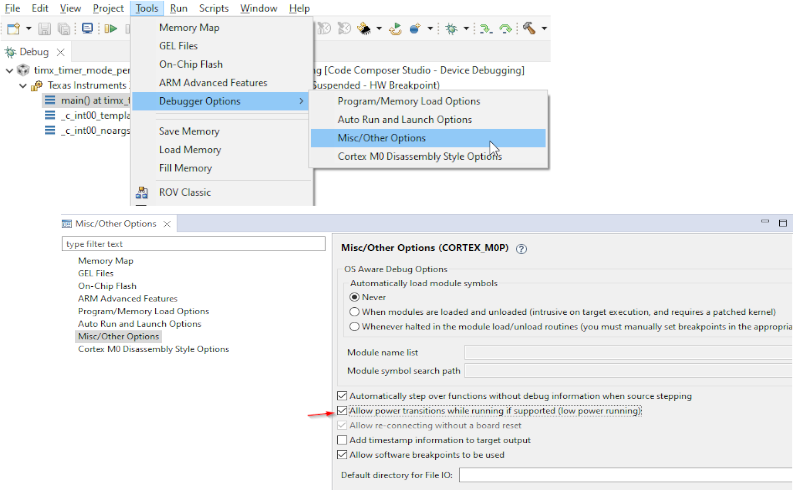 File Edit View Project Tools Run Scripts Window Help
Memory Map
Debug
GEL Files
On-Chip Flash
timx_timer_mode_per ng [Code Composer Studio - Device Debugging]
ARM Advanced Features
Texas Instruments uspended - HW Breakpoint)
main() at timx_t
Debugger Options
Program/Memory Load Options
_c_int00_templa
Auto Run and Launch Options
_c_int00_noargs
Save Memory
Misc/Other Options
Load Memory
Cortex M0 Disassembly Style Options
Fill Memory
ROV Classic
Misc/Other Options
type filter text
Memory Map
GEL Files
On-Chip Flash
ARM Advanced Features
Program/Memory Load Options
Auto Run and Launch Options
Misc/Other Options
Cortex M0 Disassembly Style Options
Misc/Other Options (CORTEX_M0P)
OS Aware Debug Options
Automatically load module symbols
Never
When modules are loaded and unloaded (intrusive on target execution, and requires a patched kernel)
Whenever halted in the module load/unload routines (you must manually set breakpoints in the appropria
Module name list
Module symbol search path
Automatically step over functions without debug information when source stepping
Allow power transitions while running if supported (low power running)
Allow re-connecting without a board reset
Add timestamp information to target output
Allow software breakpoints to be used
Default directory for File IO: